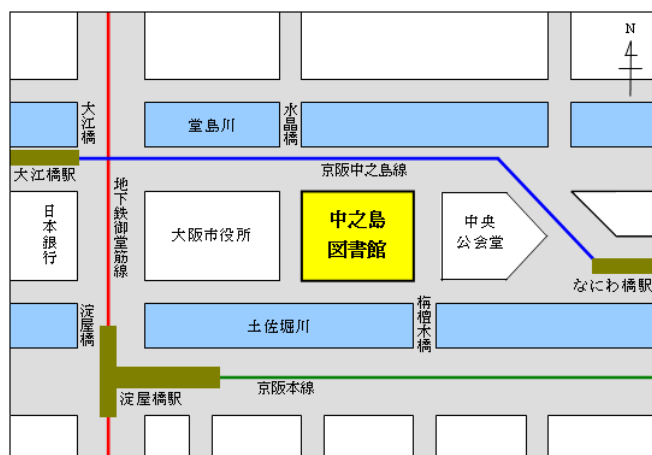 N
大江橋
堂島川
水晶橋
京阪中之島線
大江橋駅
地下鉄御堂筋線
日本銀行
大阪市役所
中之島
図書館
中央
公会堂
なにわ橋駅
淀屋橋
土佐堀川
栴檀木橋
京阪本線
淀屋橋駅